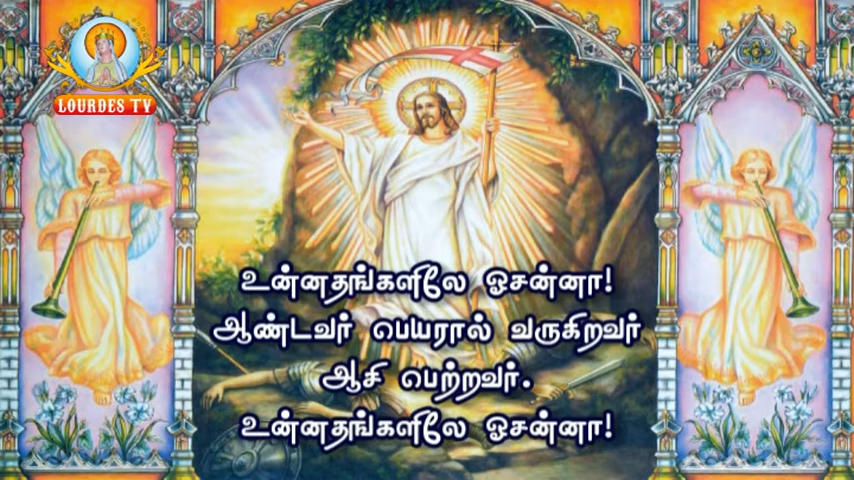 LOURDES TV
உன்னதங்களிலே ஓசன்னா!
ஆண்டவர் பெயரால் வருகிறவர்
ஆசி பெற்றவர்.
உன்னதங்களிலே ஓசன்னா!